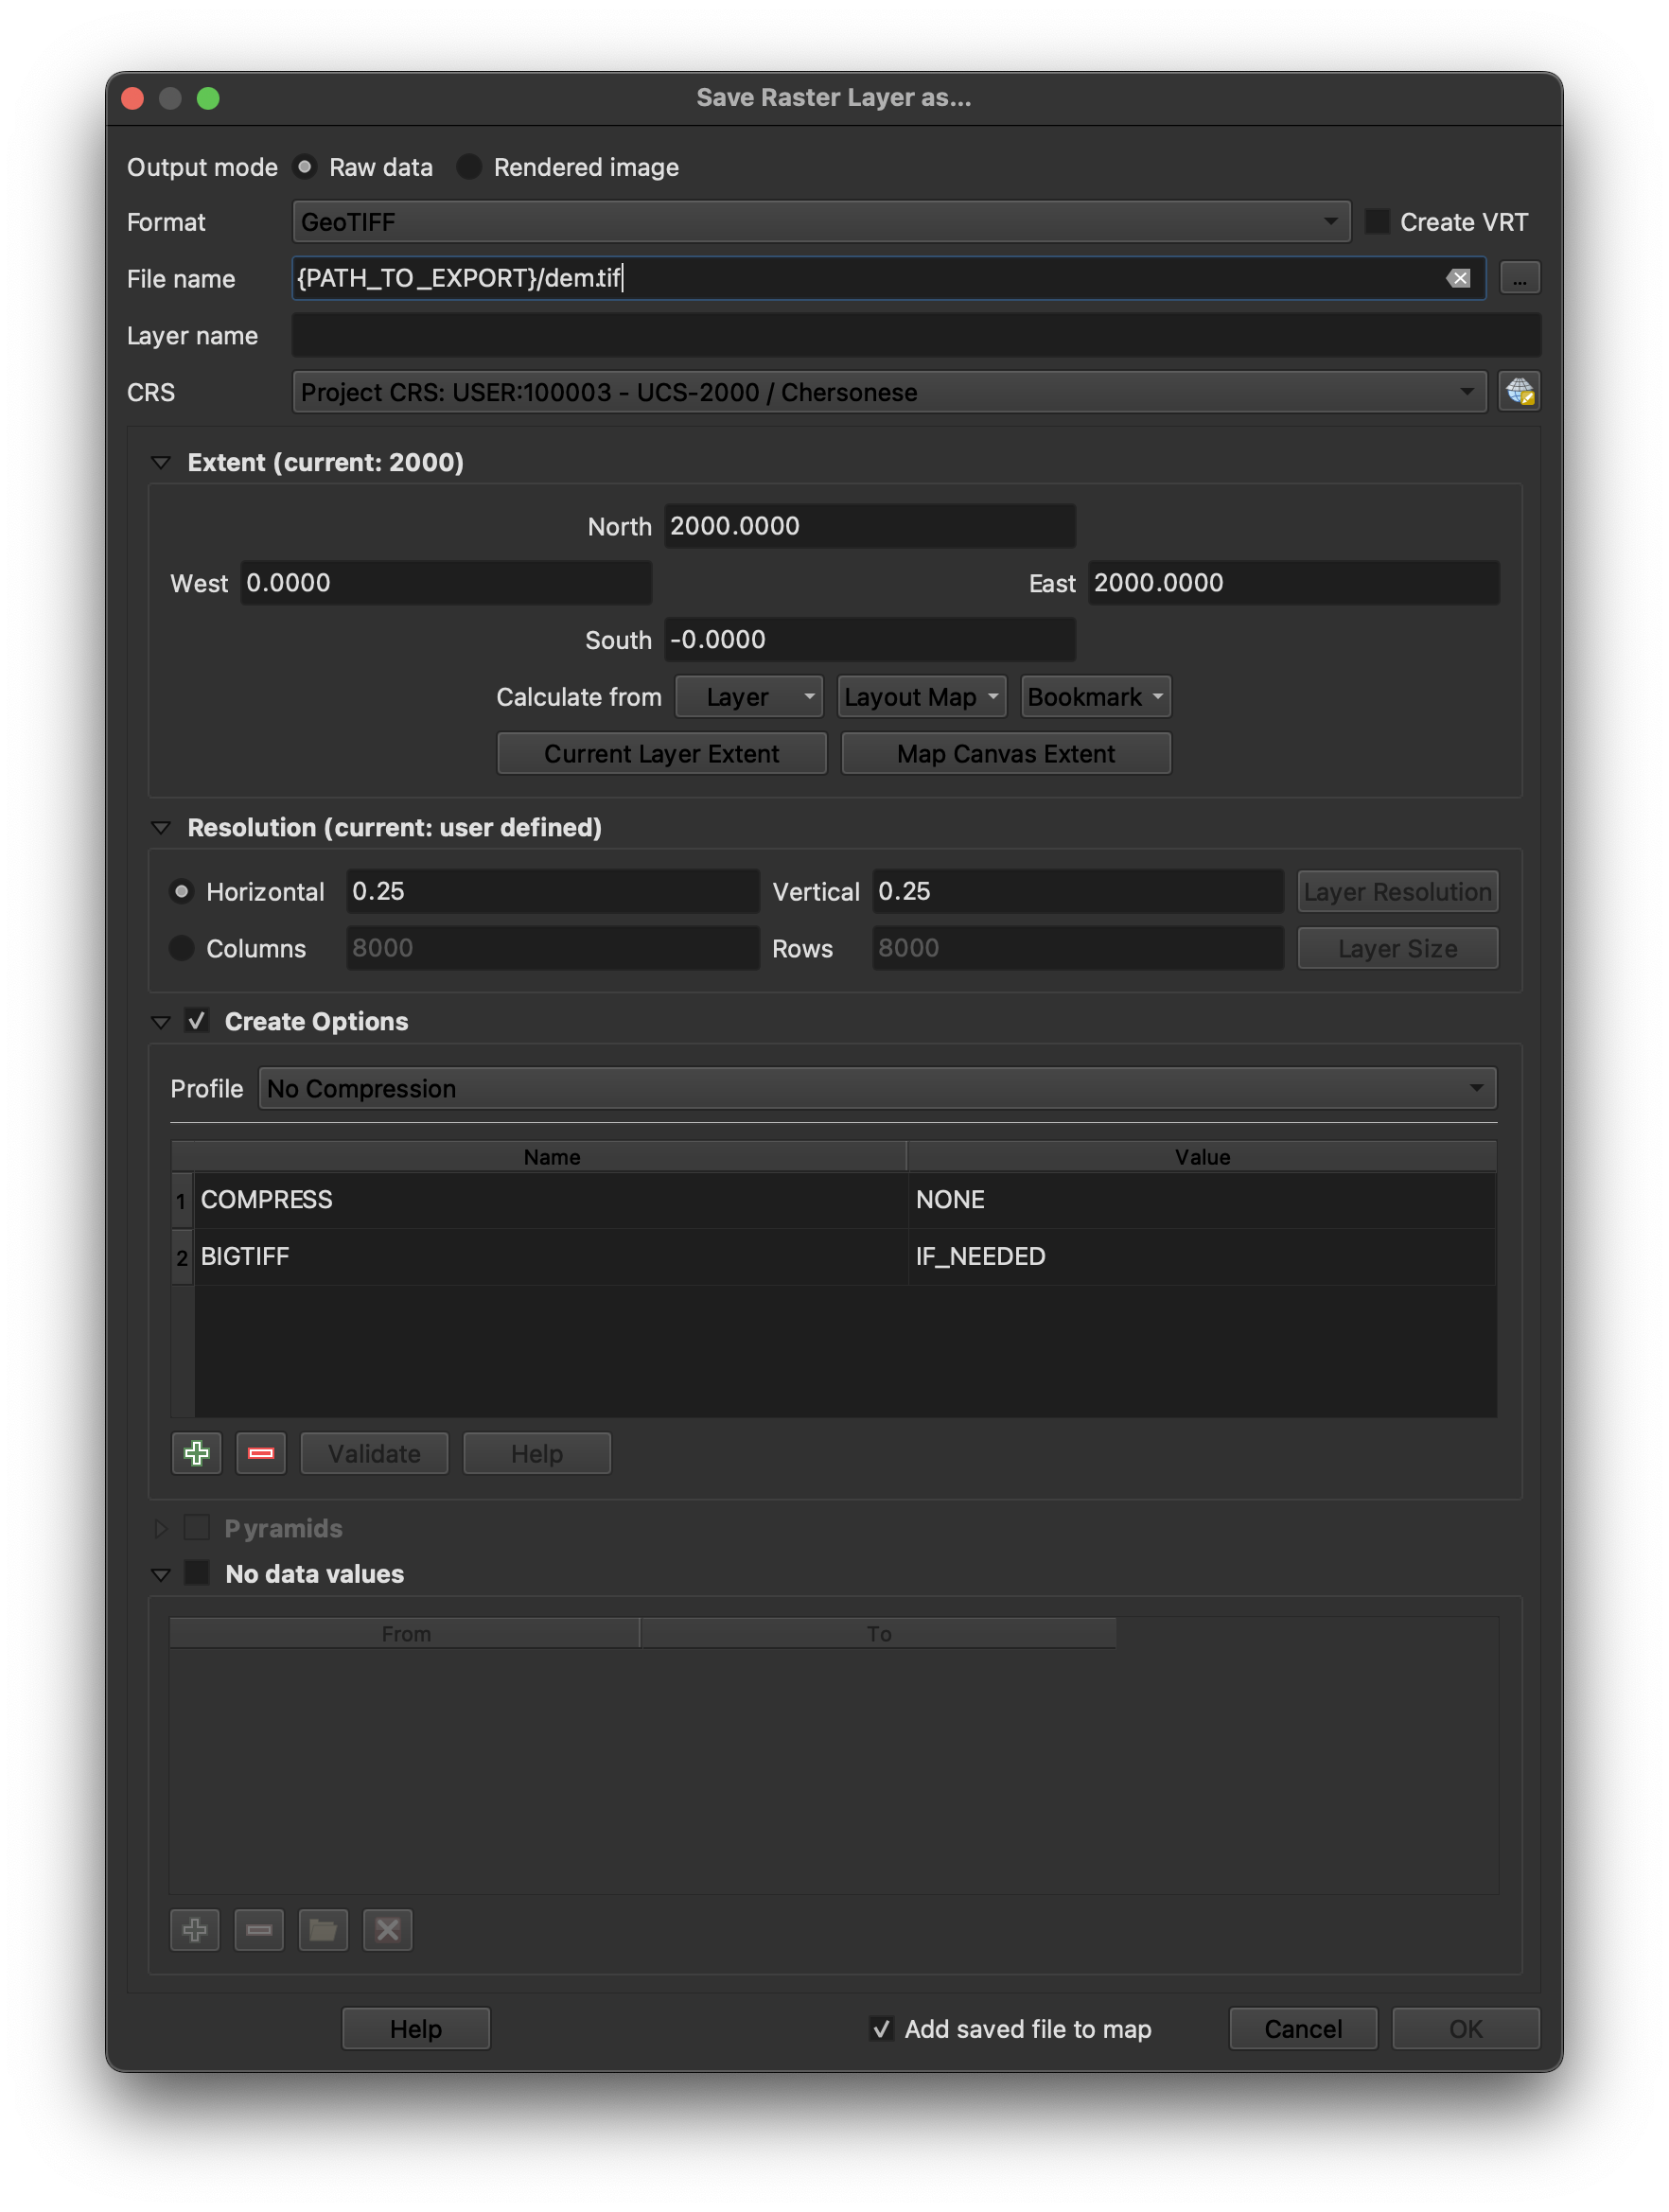 Save Raster Layer as...
Output mode Raw data Rendered image
Format GeoTIFF Create VRT
File name {PATH_TO_EXPORT}/dem.tif ...
Layer name
CRS Project CRS: USER:100003 - UCS-2000 / Chersonese
Extent (current: 2000)
North 2000.0000
West 0.0000 East 2000.0000
South -0.0000
Calculate from Layer Layout Map Bookmark
Current Layer Extent Map Canvas Extent
Resolution (current: user defined)
Horizontal 0.25 Vertical 0.25 Layer Resolution
Columns 8000 Rows 8000 Layer Size
Create Options
Profile No Compression
Name Value
1 COMPRESS NONE
2 BIGTIFF IF_NEEDED
Validate Help
Pyramids
No data values
From To
Help Add saved file to map Cancel OK